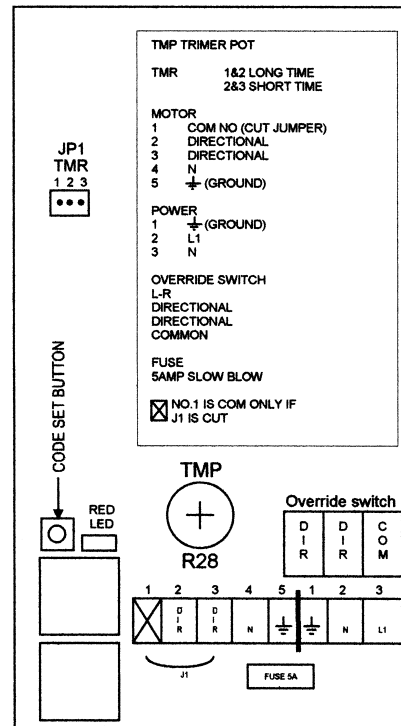 TMP TRIMER POT
TMR 1&2 LONG TIME
2&3 SHORT TIME
MOTOR
1 COM NO (CUT JUMPER)
2 DIRECTIONAL
3 DIRECTIONAL
4 N
5 ⏚ (GROUND)
POWER
1 ⏚ (GROUND)
2 L1
3 N
OVERRIDE SWITCH
L-R
DIRECTIONAL
DIRECTIONAL
COMMON
FUSE
5AMP SLOW BLOW
NO.1 IS COM ONLY IF
J1 IS CUT
JP1
TMR
1 2 3
CODE SET BUTTON
RED
LED
TMP
R28
Override switch
DIR DIR COM
1 2 3 4 5 1 2 3
DIR DIR N ⏚ ⏚ N L1
J1
FUSE 5A